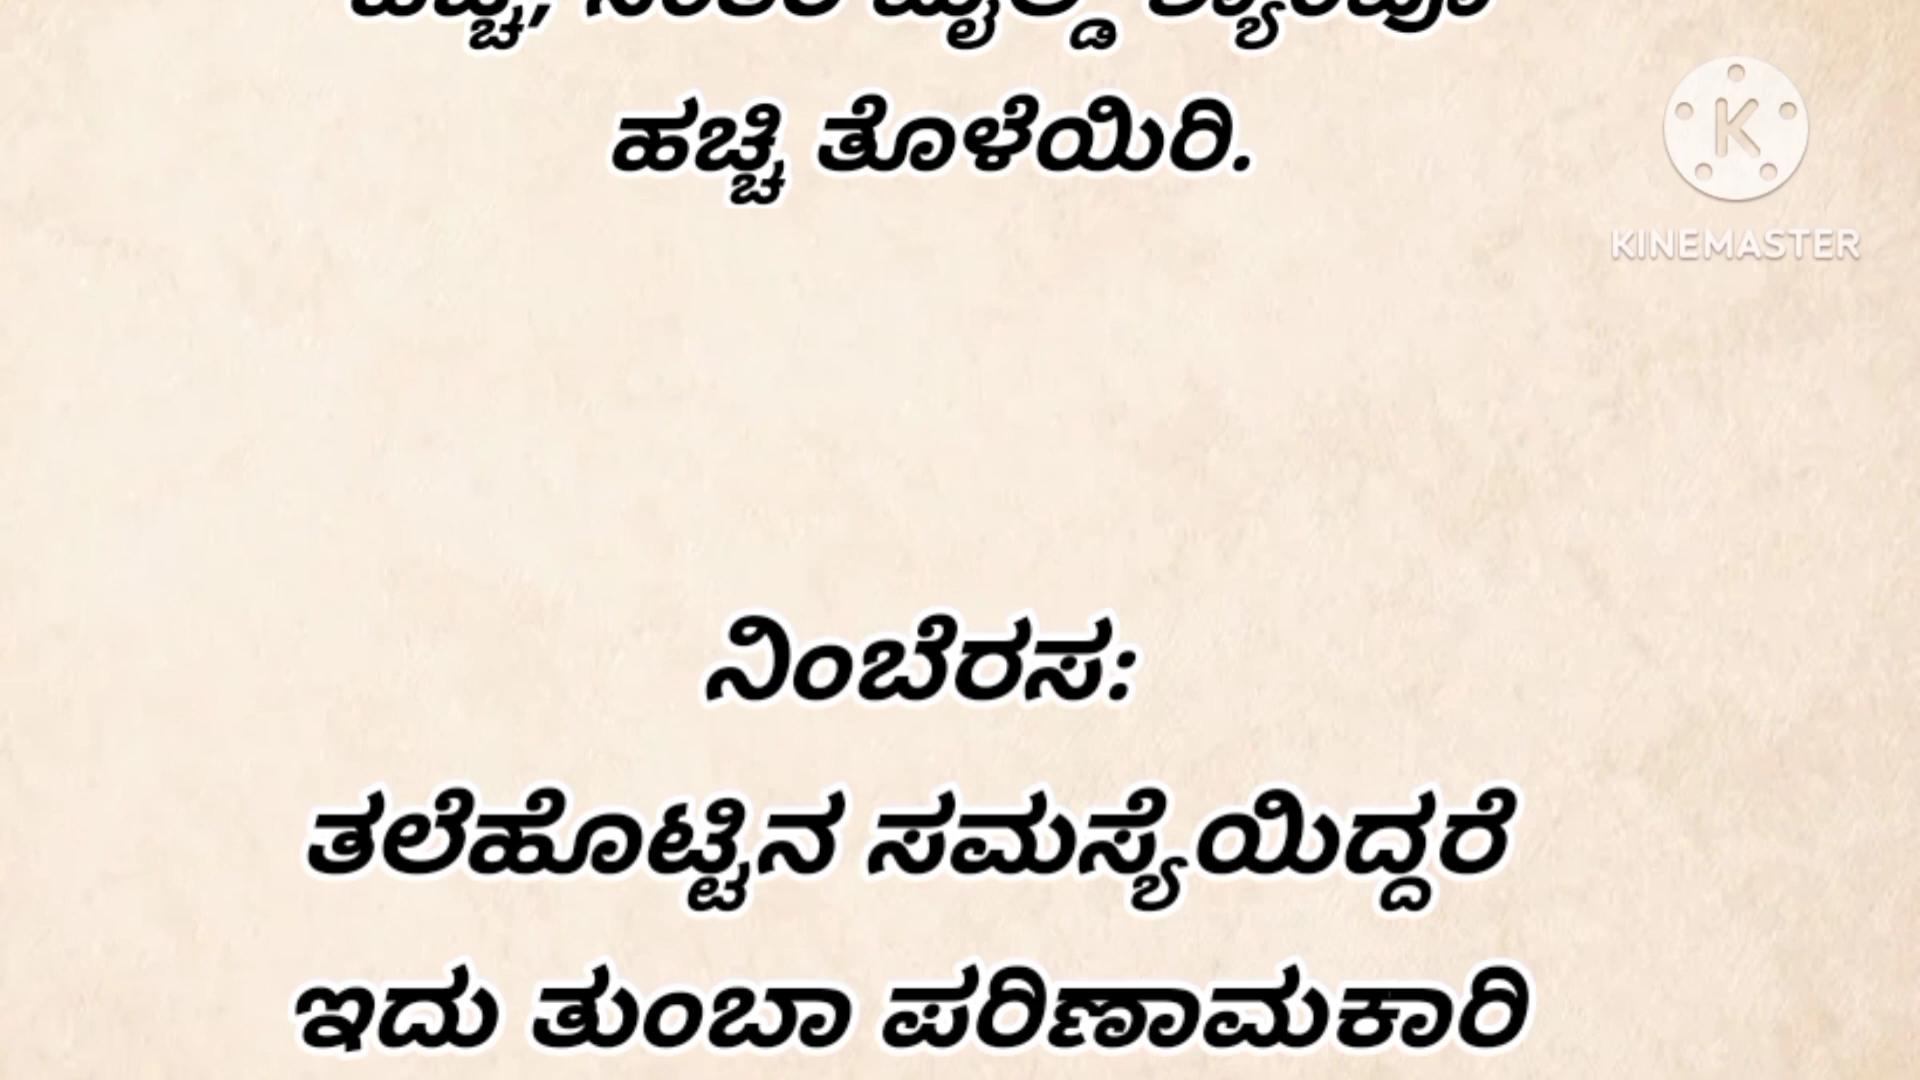 ಹಚ್ಚಿ ತೊಳೆಯಿರಿ.
KINEMASTER
ನಿಂಬೆರಸ:
ತಲೆಹೊಟ್ಟಿನ ಸಮಸ್ಯೆಯಿದ್ದರೆ
ಇದು ತುಂಬಾ ಪರಿಣಾಮಕಾರಿ